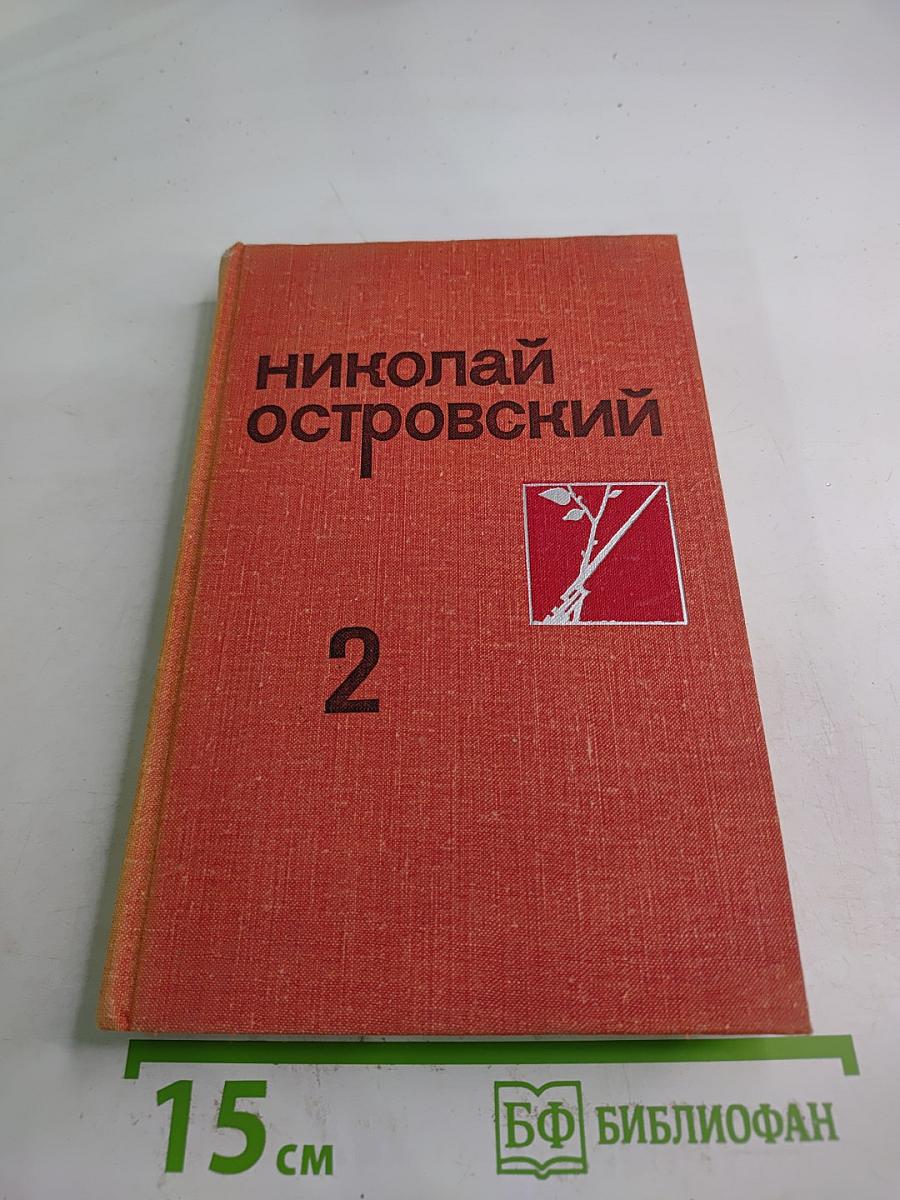 николай
островский
2
15 см
БФ БИБЛИОФАН